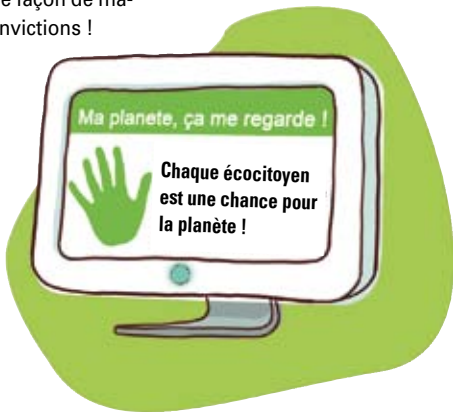 e façon de ma-
nvictions !
Ma planete, ça me regarde !
Chaque écocitoyen
est une chance pour
la planète !